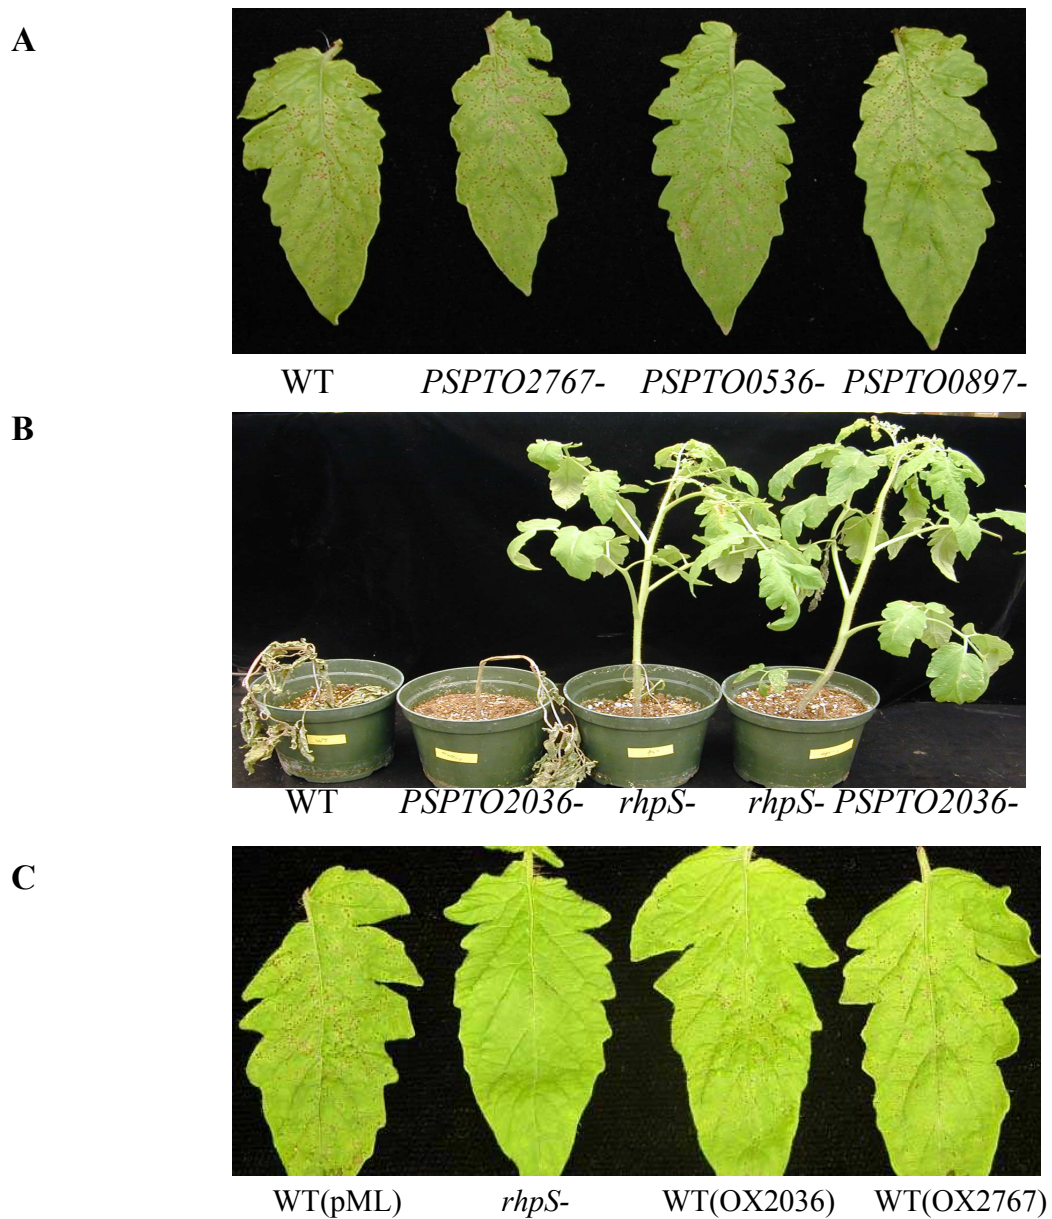 A
WT PSPTO2767- PSPTO0536- PSPTO0897-
B
WT PSPTO2036- rhpS- rhpS- PSPTO2036-
C
WT(pML) rhpS- WT(OX2036) WT(OX2767)